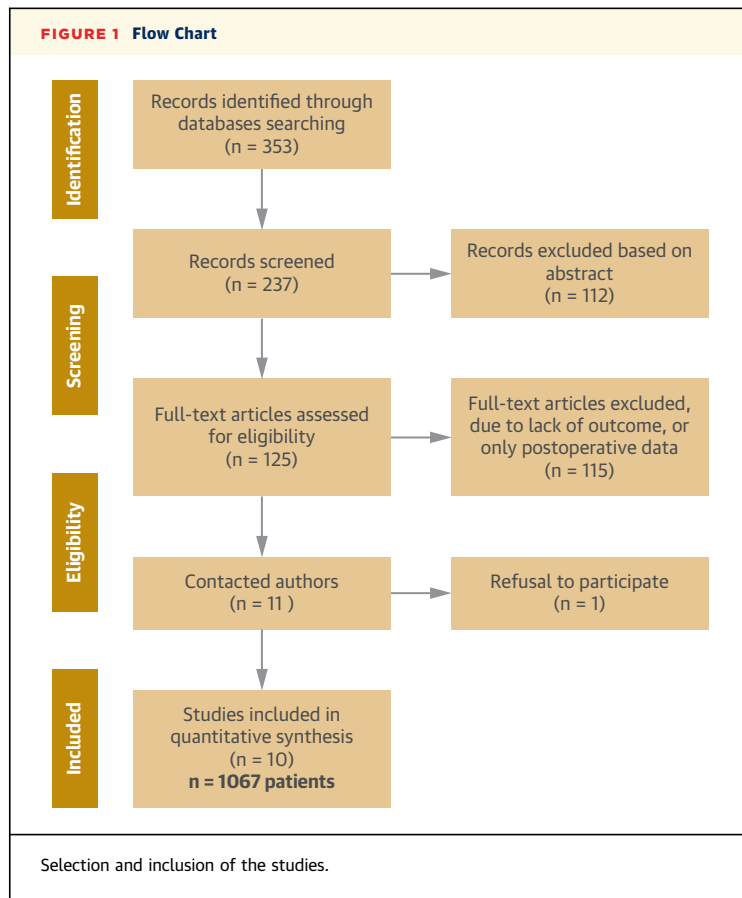 FIGURE 1 Flow Chart
Identification
Records identified through
databases searching
(n = 353)
Records screened
(n = 237)
Records excluded based on
abstract
(n = 112)
Screening
Full-text articles assessed
for eligibility
(n = 125)
Full-text articles excluded,
due to lack of outcome, or
only postoperative data
(n = 115)
Eligibility
Contacted authors
(n = 11 )
Refusal to participate
(n = 1)
Included
Studies included in
quantitative synthesis
(n = 10)
n = 1067 patients
Selection and inclusion of the studies.